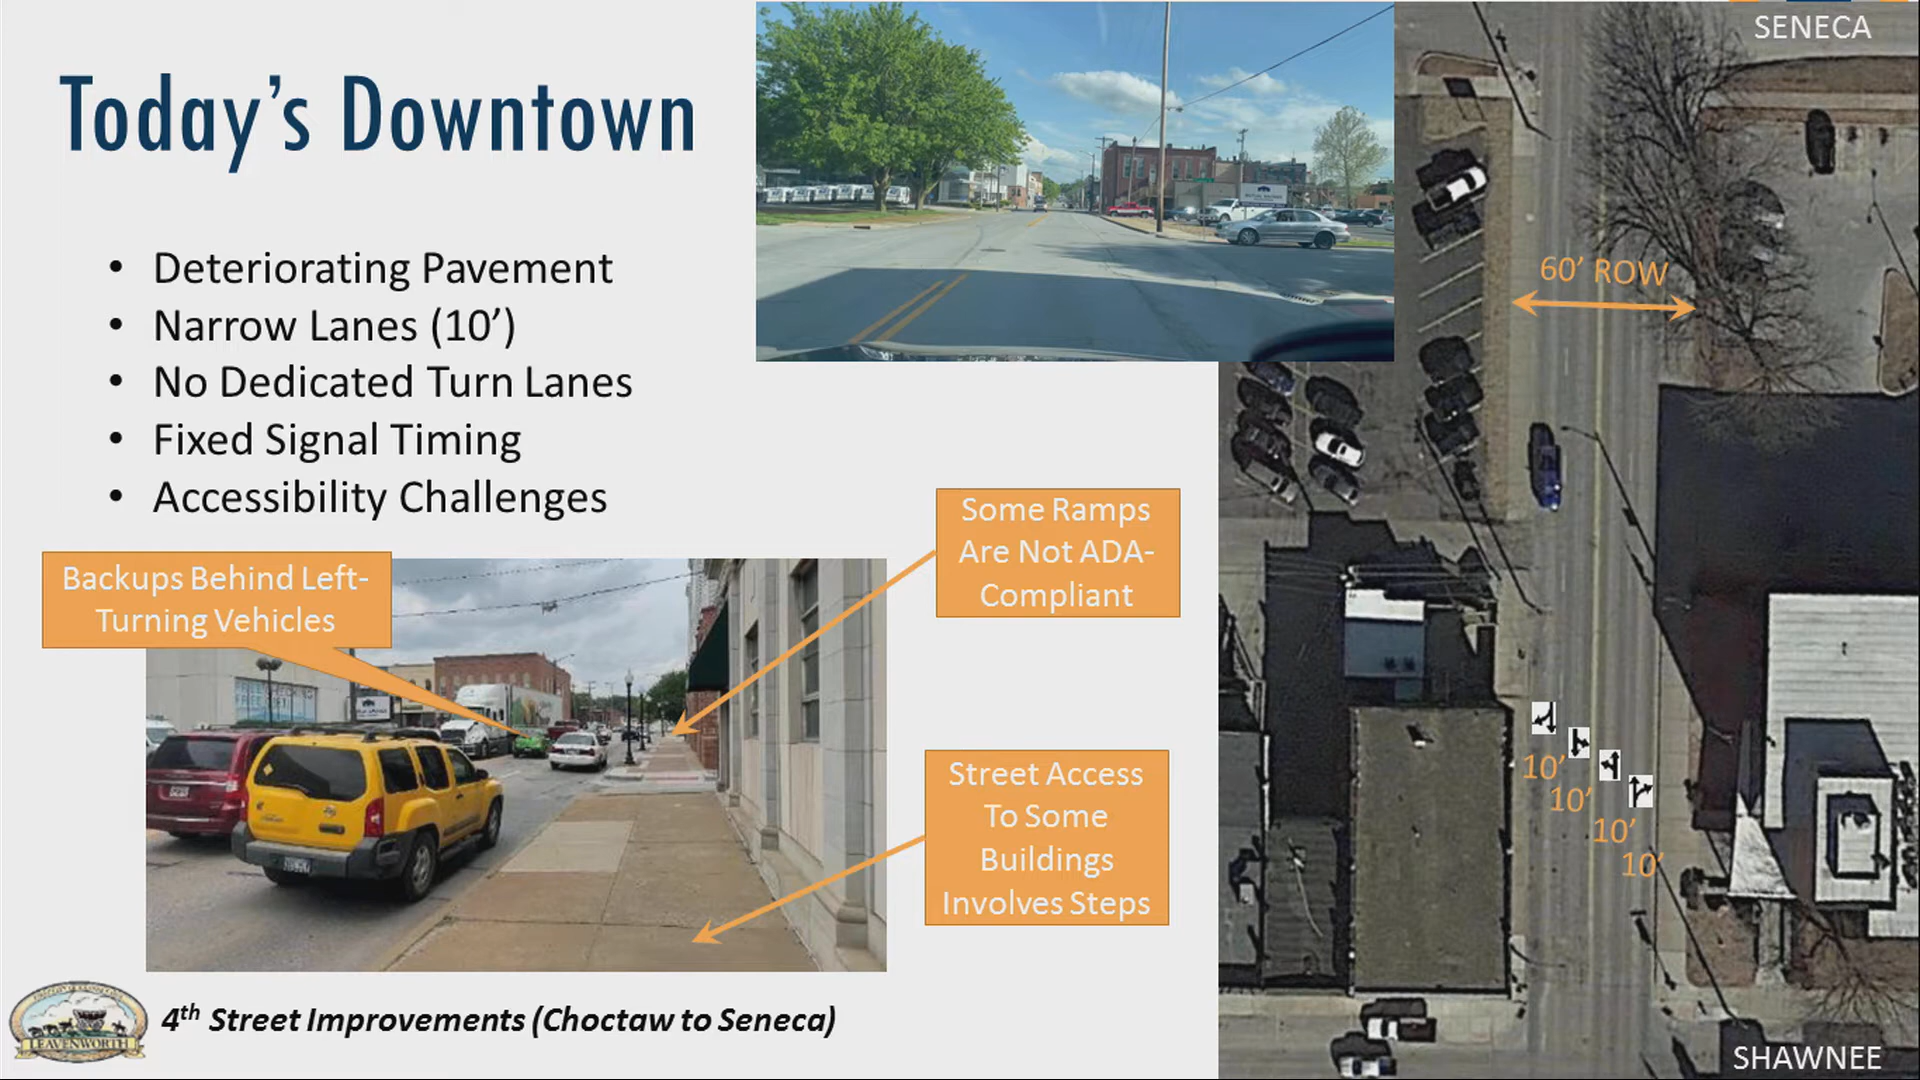 Today's Downtown
• Deteriorating Pavement
• Narrow Lanes (10')
• No Dedicated Turn Lanes
• Fixed Signal Timing
• Accessibility Challenges
Backups Behind Left-
Turning Vehicles
Some Ramps
Are Not ADA-
Compliant
Street Access
To Some
Buildings
Involves Steps
SENECA
60' ROW
10'
10'
10'
10'
SHAWNEE
LEAVENWORTH
4th Street Improvements (Choctaw to Seneca)